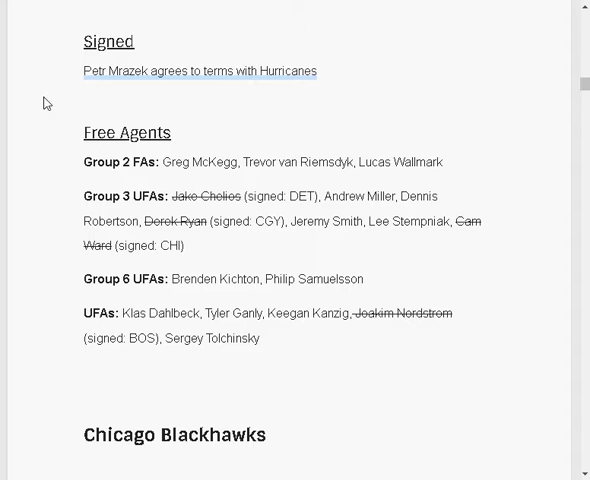 Signed
Petr Mrazek agrees to terms with Hurricanes
Free Agents
Group 2 FAs: Greg McKegg, Trevor van Riemsdyk, Lucas Wallmark
Group 3 UFAs: Jake Chelios (signed: DET), Andrew Miller, Dennis
Robertson, Derek Ryan (signed: CGY), Jeremy Smith, Lee Stempniak, Cam
Ward (signed: CHI)
Group 6 UFAs: Brenden Kichton, Philip Samuelsson
UFAs: Klas Dahlbeck, Tyler Ganly, Keegan Kanzig, Joakim Nordstrom
(signed: BOS), Sergey Tolchinsky
Chicago Blackhawks